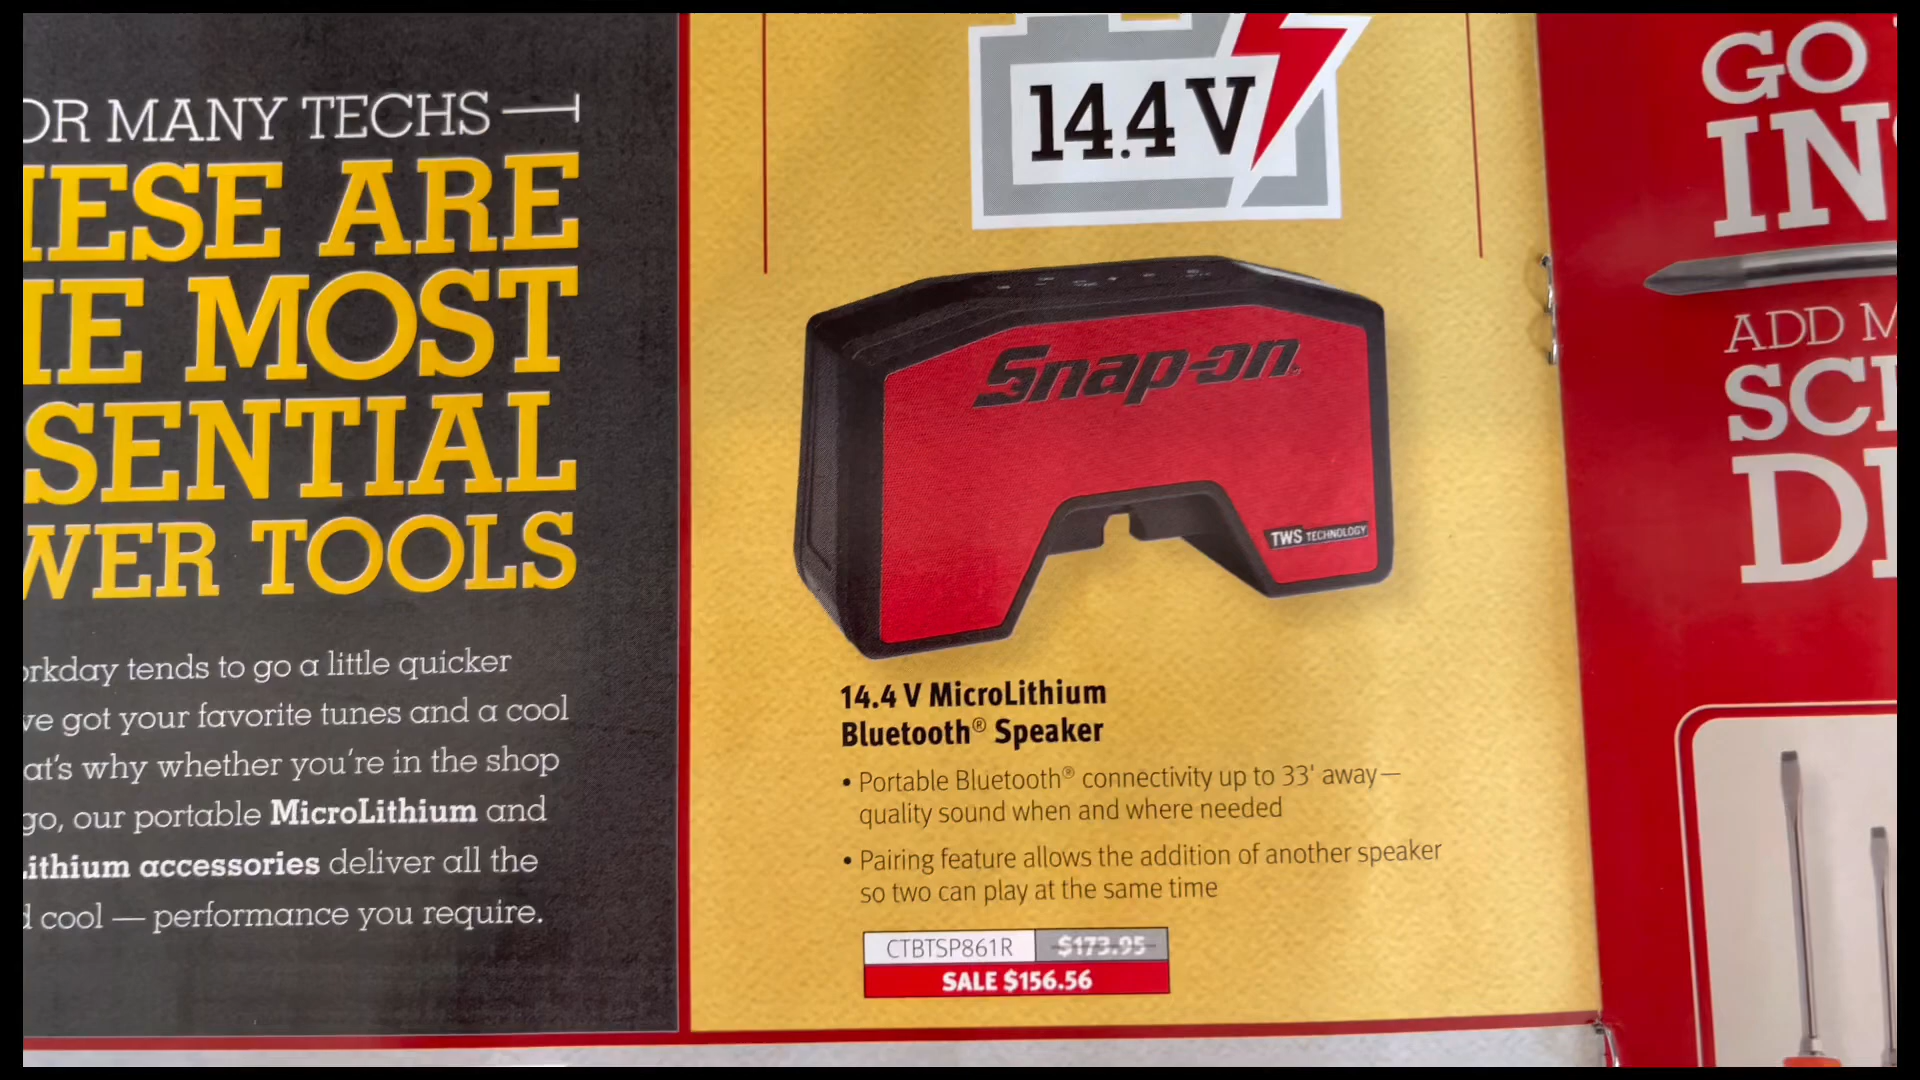 OR MANY TECHS
HESE ARE
HE MOST
SENTIAL
WER TOOLS
orkday tends to go a little quicker
ve got your favorite tunes and a cool
at's why whether you're in the shop
go, our portable MicroLithium and
Lithium accessories deliver all the
d cool — performance you require.
14.4 V
Snap-on
TWS TECHNOLOGY
14.4 V MicroLithium
Bluetooth® Speaker
• Portable Bluetooth® connectivity up to 33' away—
quality sound when and where needed
• Pairing feature allows the addition of another speaker
so two can play at the same time
CTBTSP861R $173.95
SALE $156.56
GO
IN
ADD M
SC
D